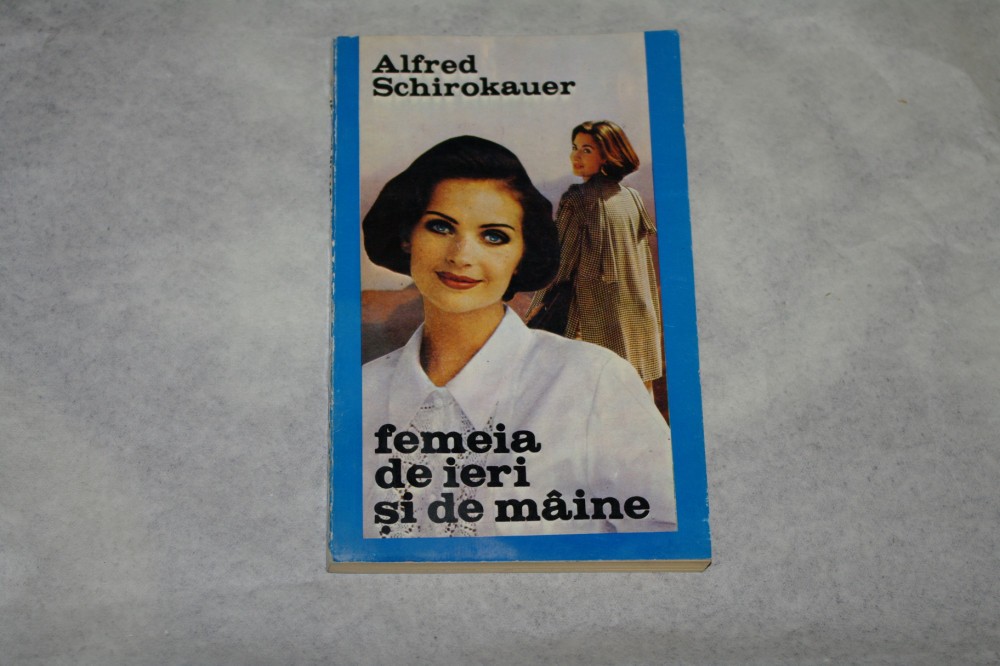 Alfred
Schirokauer
femeia
de ieri
și de mâine